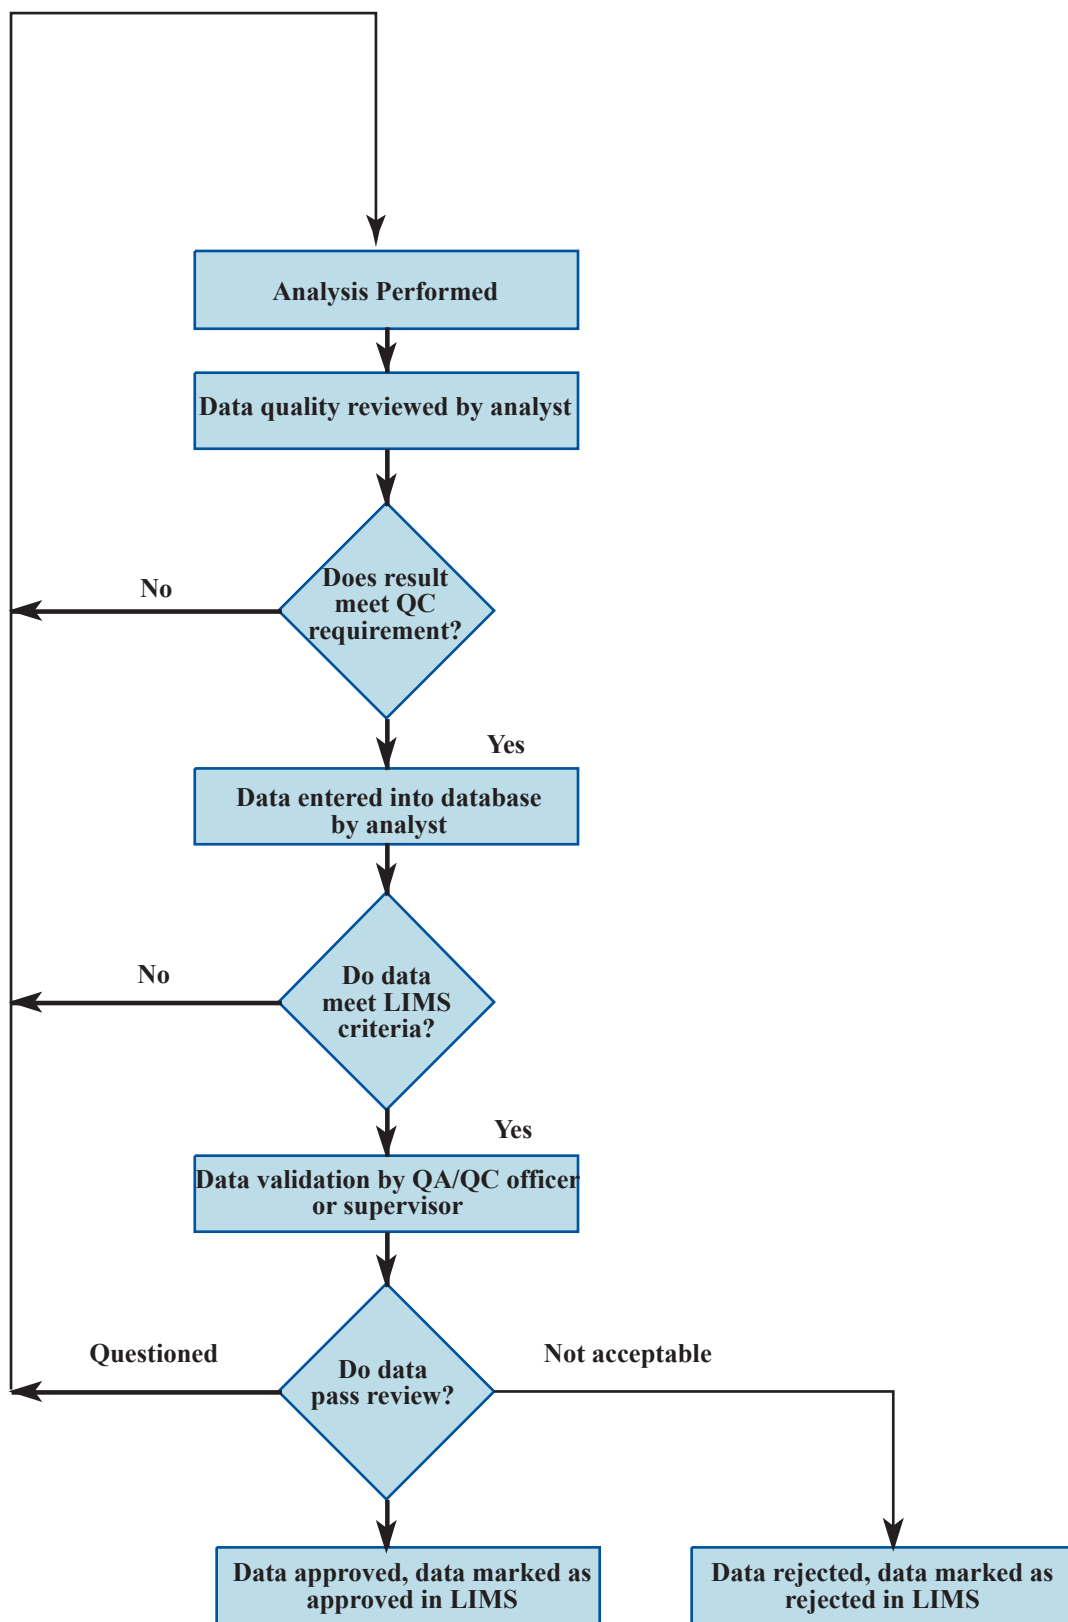 Analysis Performed
Data quality reviewed by analyst
Does result
meet QC
requirement?
No
Yes
Data entered into database
by analyst
Do data
meet LIMS
criteria?
No
Yes
Data validation by QA/QC officer
or supervisor
Questioned
Do data
pass review?
Not acceptable
Data approved, data marked as
approved in LIMS
Data rejected, data marked as
rejected in LIMS